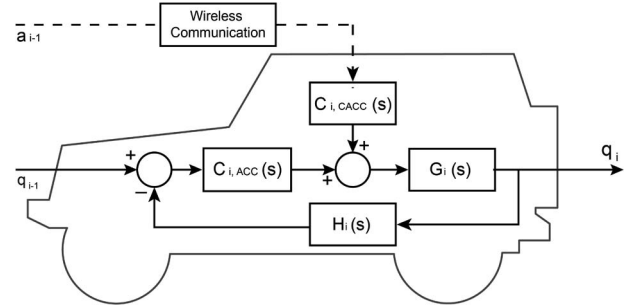 Wireless
Communication
a i-1
C i, CACC (s)
q i-1
+
−
C i, ACC (s)
+
+
G i (s)
q i
H i (s)